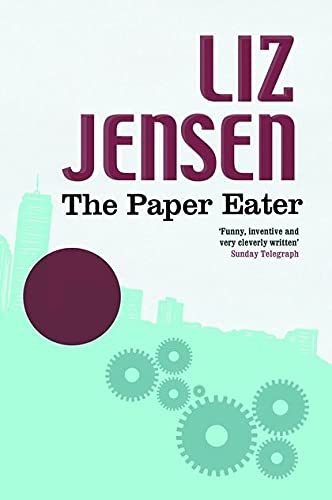 LIZ
JENSEN
The Paper Eater
‘Funny, inventive and
very cleverly written’
Sunday Telegraph